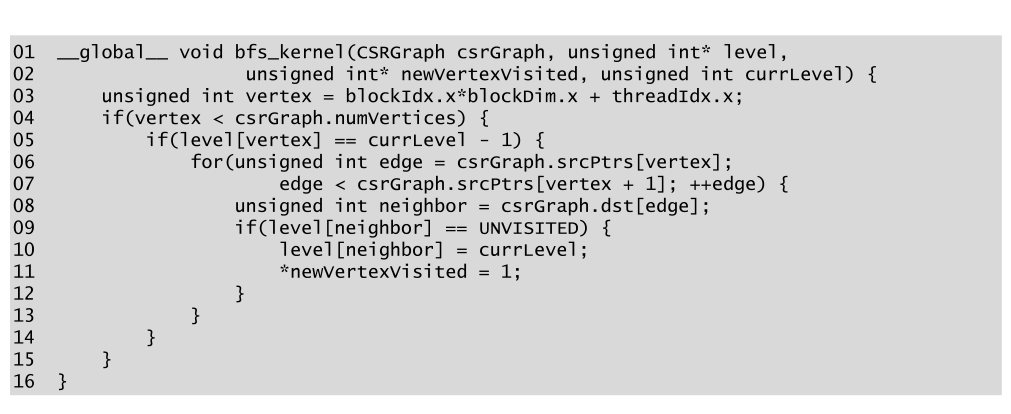 01 __global__ void bfs_kernel(CSRGraph csrGraph, unsigned int* level,
02 unsigned int* newVertexVisited, unsigned int currLevel) {
03 unsigned int vertex = blockIdx.x*blockDim.x + threadIdx.x;
04 if(vertex < csrGraph.numVertices) {
05 if(level[vertex] == currLevel - 1) {
06 for(unsigned int edge = csrGraph.srcPtrs[vertex];
07 edge < csrGraph.srcPtrs[vertex + 1]; ++edge) {
08 unsigned int neighbor = csrGraph.dst[edge];
09 if(level[neighbor] == UNVISITED) {
10 level[neighbor] = currLevel;
11 *newVertexVisited = 1;
12 }
13 }
14 }
15 }
16 }